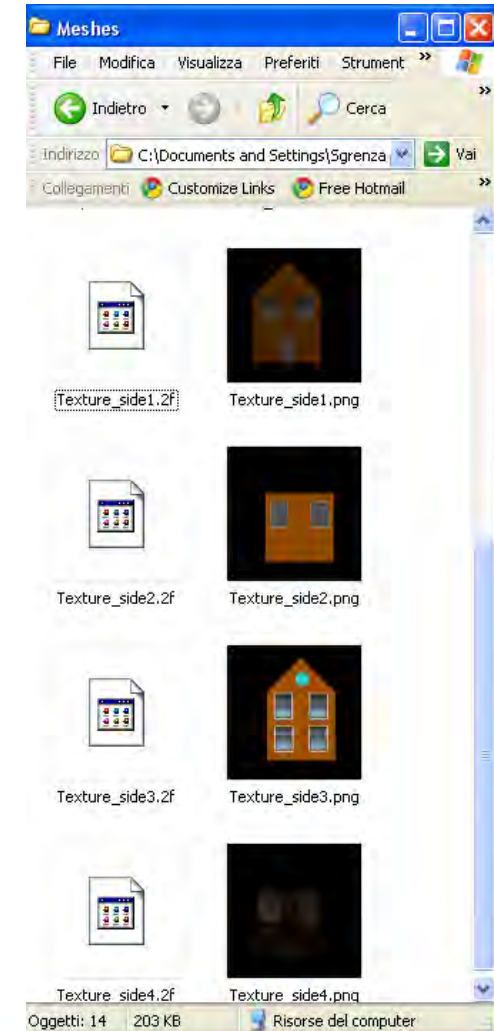 Meshes
File Modifica Visualizza Preferiti Strument »
Indietro Cerca »
Indirizzo C:\Documents and Settings\Sgrenza Vai
Collegamenti Customize Links Free Hotmail »
Texture_side1.2f Texture_side1.png
Texture_side2.2f Texture_side2.png
Texture_side3.2f Texture_side3.png
Texture_side4.2f Texture_side4.png
Oggetti: 14 203 KB Risorse del computer